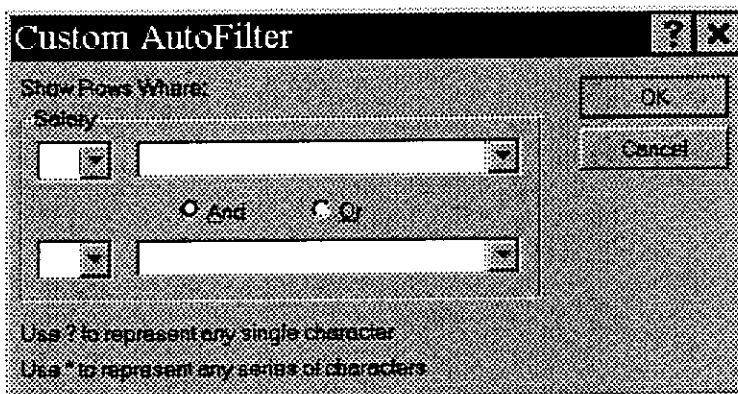 Custom AutoFilter ? X
Show Rows Where:
OK
Salary
Cancel
And Or
Use ? to represent any single character
Use * to represent any series of characters